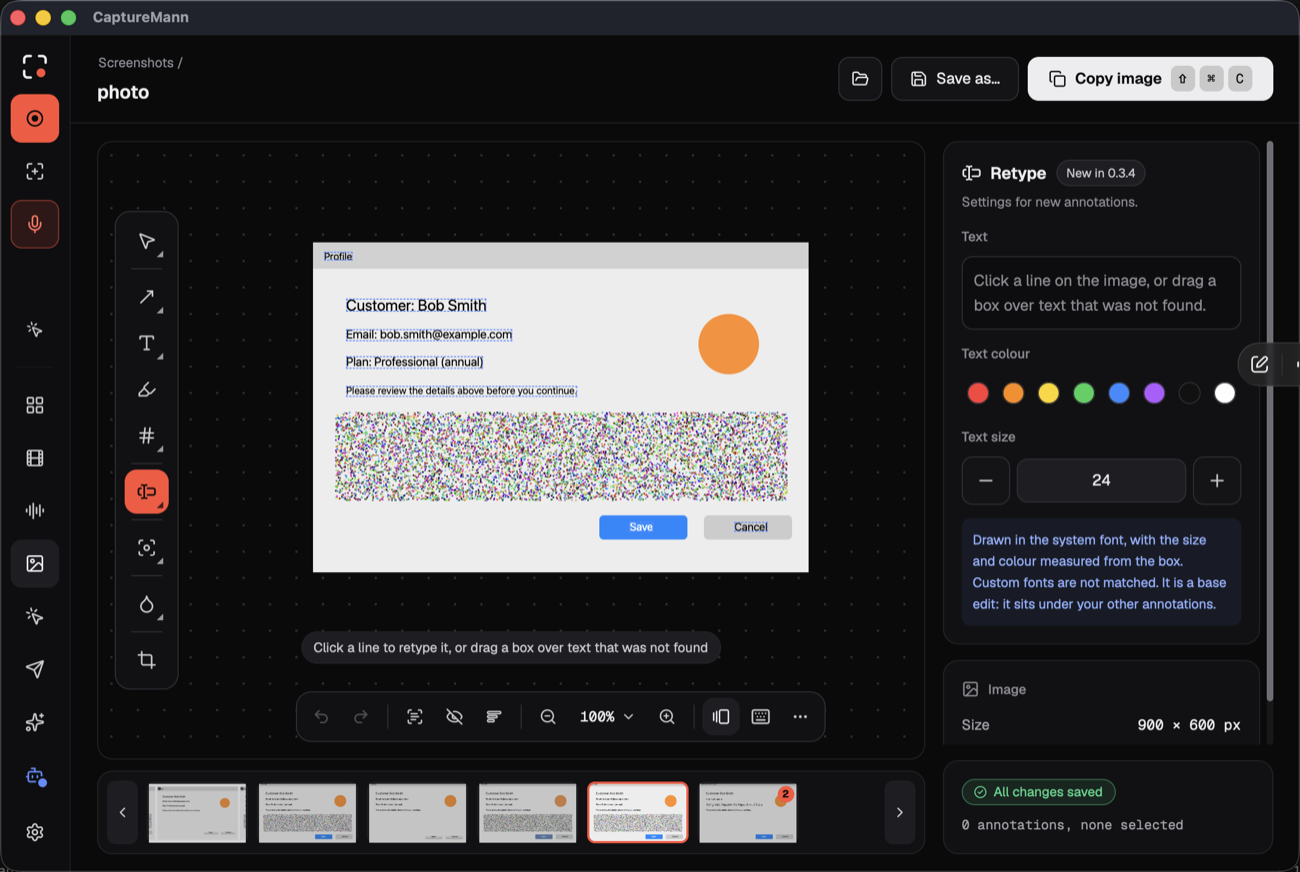 CaptureMann
Screenshots /
photo
Save as...
Copy image ⇧ ⌘ C
Profile
Customer: Bob Smith
Email: bob.smith@example.com
Plan: Professional (annual)
Please review the details above before you continue.
Save
Cancel
Click a line to retype it, or drag a box over text that was not found
100%
2
Retype
New in 0.3.4
Settings for new annotations.
Text
Click a line on the image, or drag a
box over text that was not found.
Text colour
Text size
24
Drawn in the system font, with the size
and colour measured from the box.
Custom fonts are not matched. It is a base
edit: it sits under your other annotations.
Image
Size 900 × 600 px
All changes saved
0 annotations, none selected